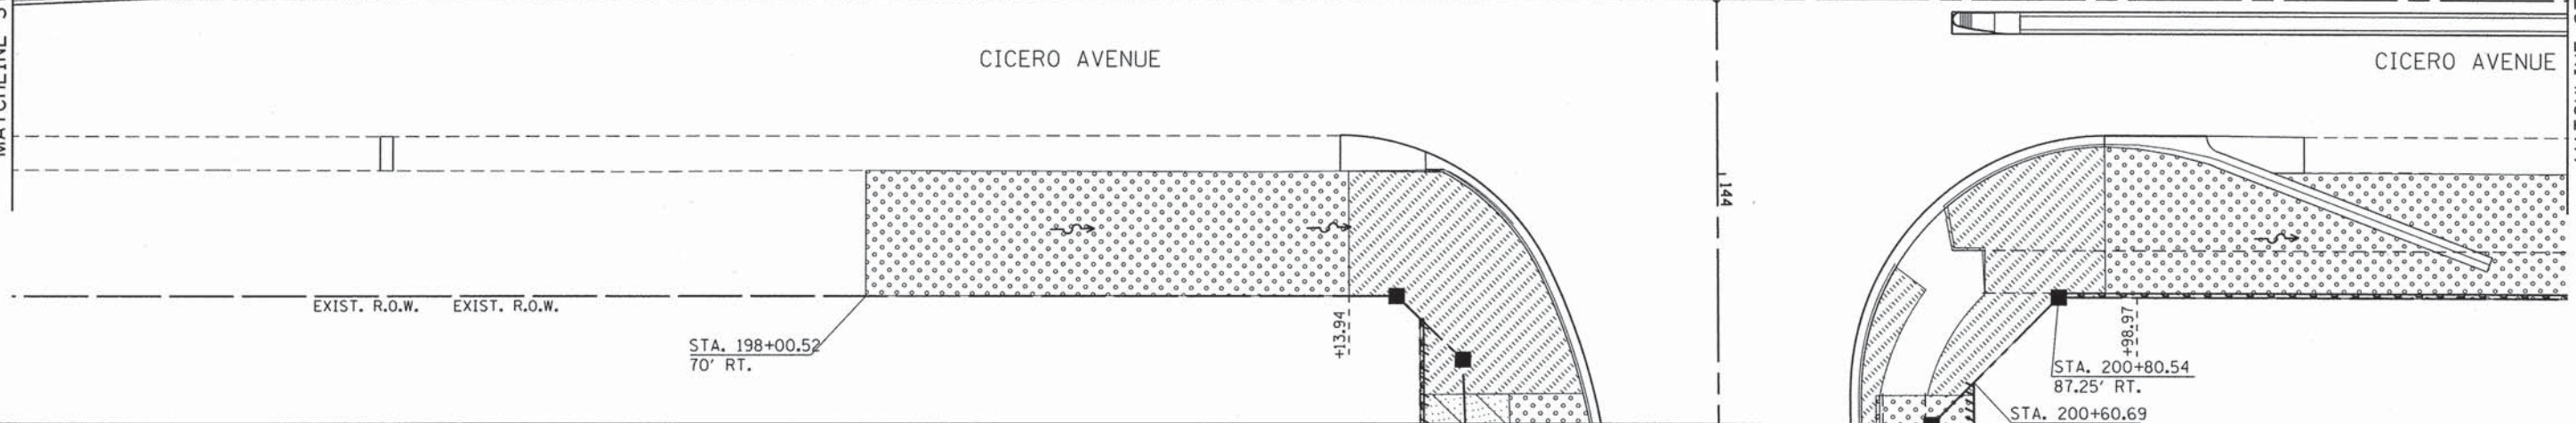 CICERO AVENUE
CICERO AVENUE
144
EXIST. R.O.W. EXIST. R.O.W.
STA. 198+00.52
70' RT.
+13.94
+98.97
STA. 200+80.54
87.25' RT.
STA. 200+60.69